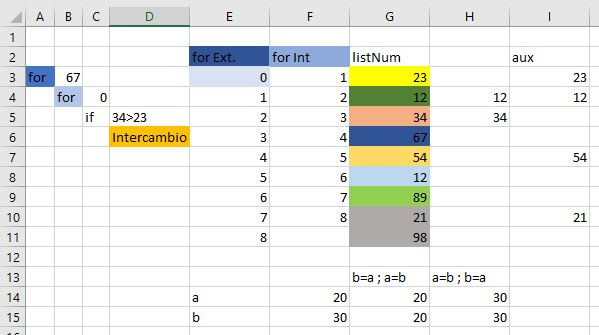 A B C D E F G H I
1
2 for Ext. for Int listNum aux
3 for 67 0 1 23 23
4 for 0 1 2 12 12 12
5 if 34>23 2 3 34 34
6 Intercambio 3 4 67
7 4 5 54 54
8 5 6 12
9 6 7 89
10 7 8 21 21
11 8 98
12
13 b=a ; a=b a=b ; b=a
14 a 20 20 30
15 b 30 20 30